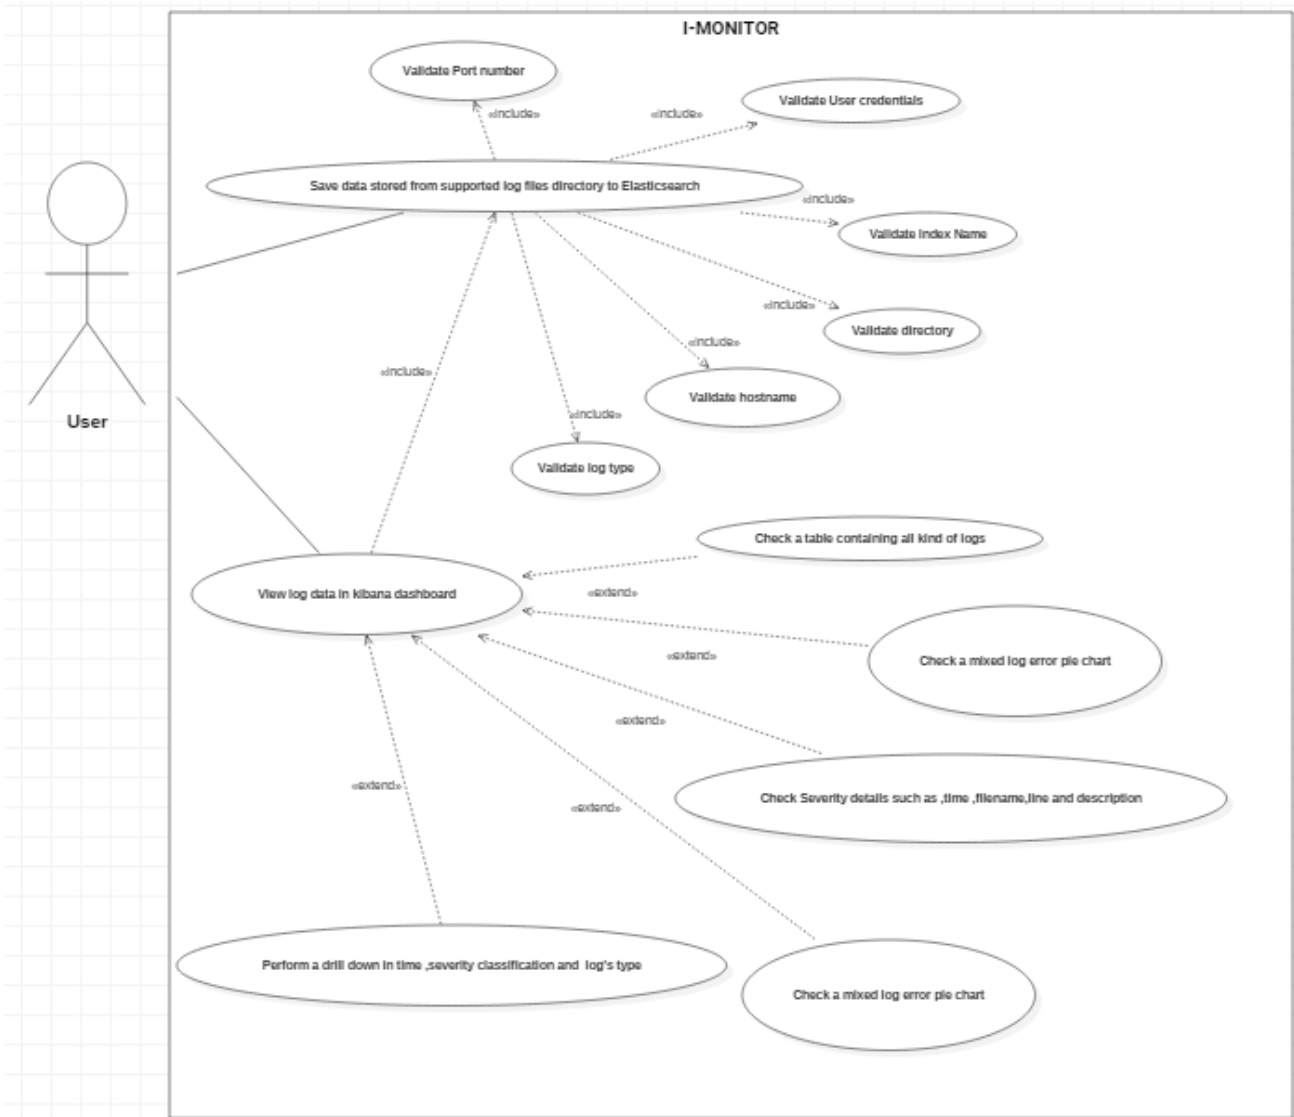 I-MONITOR
Validate Port number
Validate User credentials
«include»
«include»
Save data stored from supported log files directory to Elasticsearch
«include»
Validate Index Name
«include»
Validate directory
«include»
«include»
Validate hostname
User
«include»
Validate log type
Check a table containing all kind of logs
View log data in kibana dashboard
«extend»
«extend»
Check a mixed log error pie chart
«extend»
«extend»
Check Severity details such as ,time ,filename,line and description
«extend»
Perform a drill down in time ,severity classification and log's type
Check a mixed log error pie chart